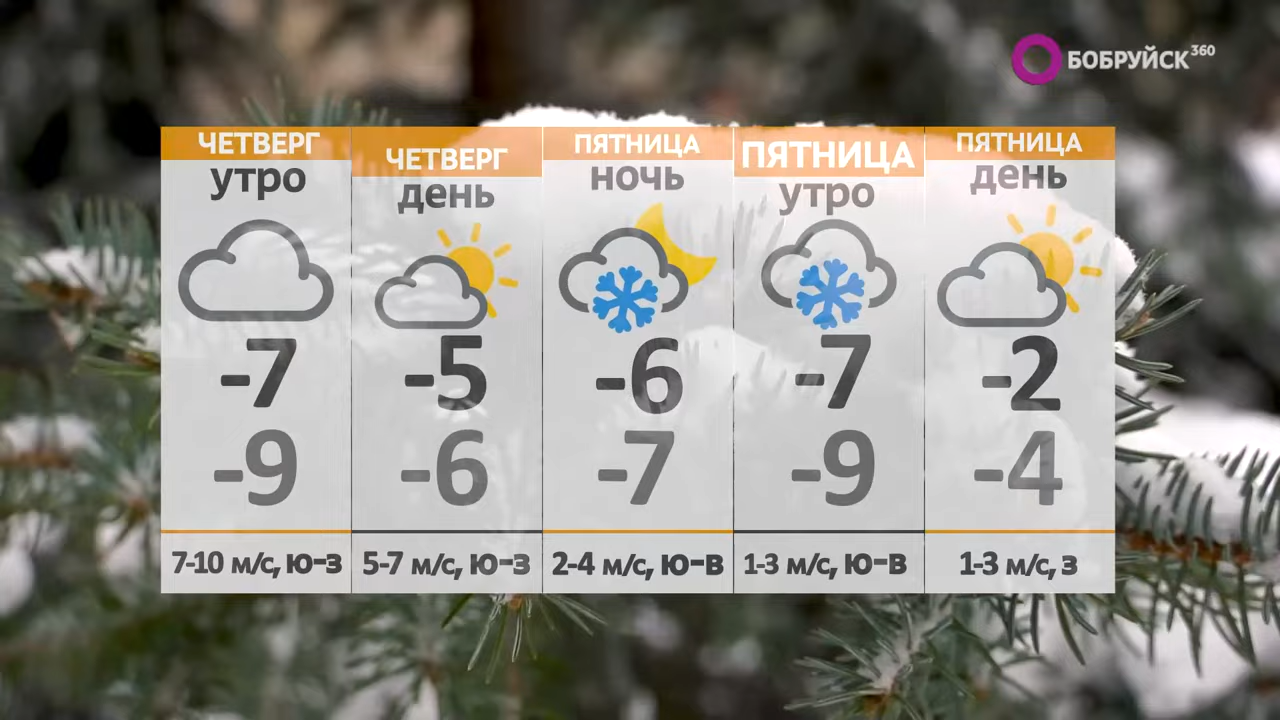 БОБРУЙСК360
ЧЕТВЕРГ
утро
-7
-9
7-10 м/с, ю-з
ЧЕТВЕРГ
день
-5
-6
5-7 м/с, ю-з
ПЯТНИЦА
ночь
-6
-7
2-4 м/с, ю-в
ПЯТНИЦА
утро
-7
-9
1-3 м/с, ю-в
ПЯТНИЦА
день
-2
-4
1-3 м/с, з